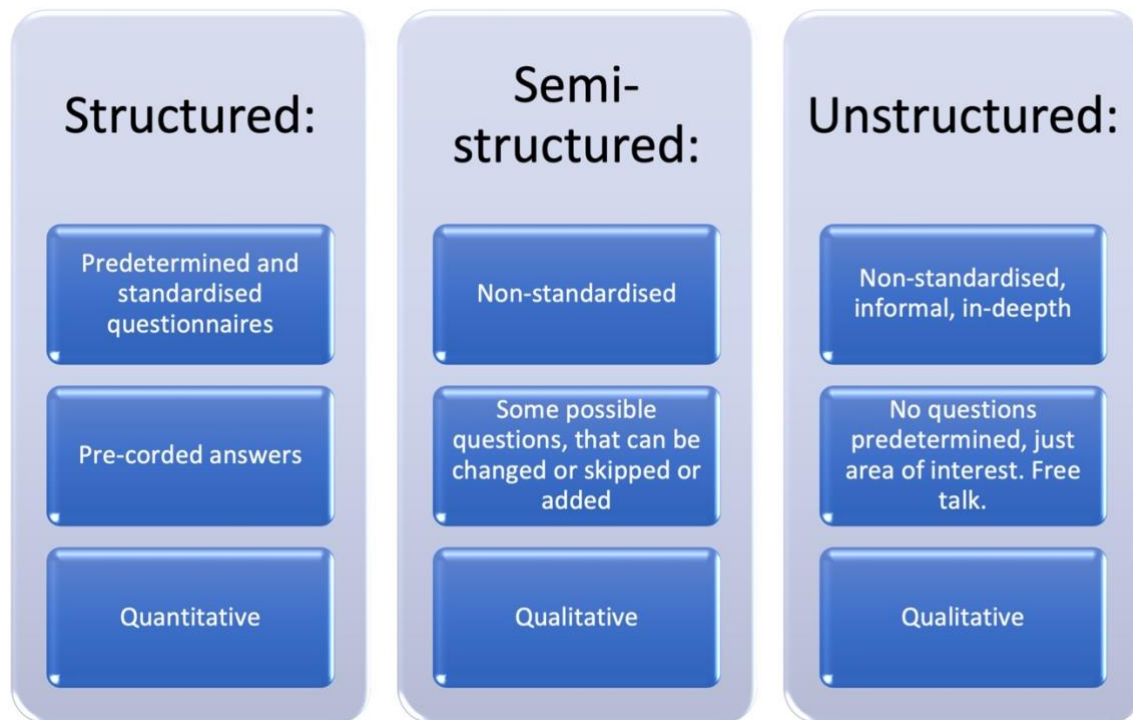 Structured:
Predetermined and
standardised
questionnaires
Pre-corded answers
Quantitative
Semi-
structured:
Non-standardised
Some possible
questions, that can be
changed or skipped or
added
Qualitative
Unstructured:
Non-standardised,
informal, in-deepth
No questions
predetermined, just
area of interest. Free
talk.
Qualitative